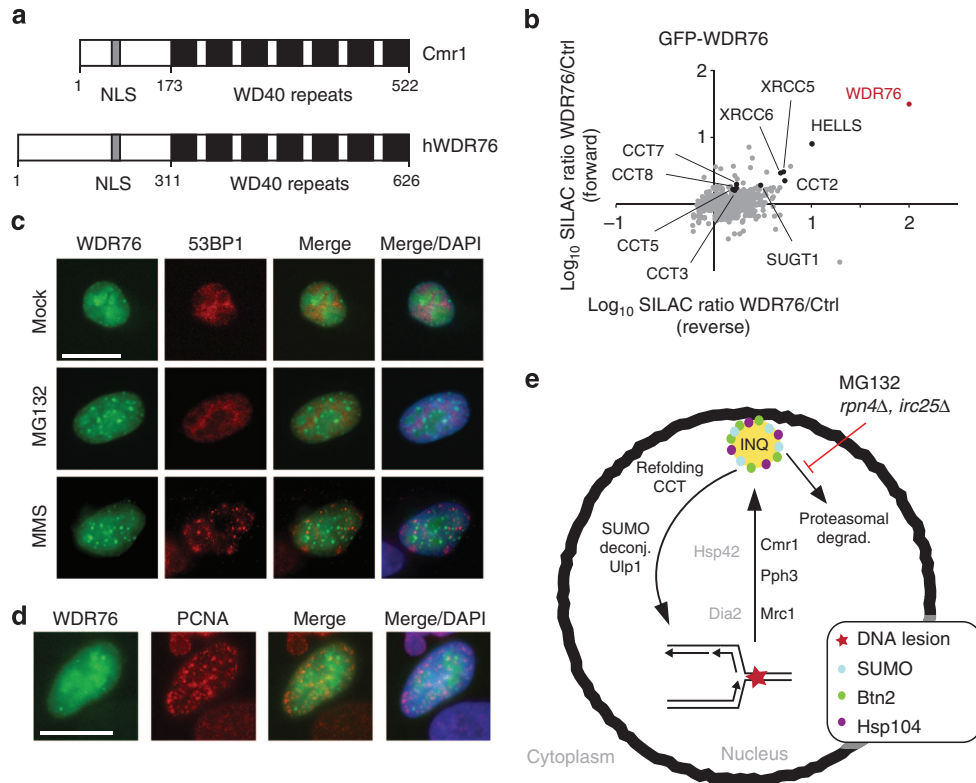 a
Cmr1
1
173
522
NLS
WD40 repeats
hWDR76
1
311
626
NLS
WD40 repeats
b
GFP-WDR76
Log10 SILAC ratio WDR76/Ctrl
(forward)
2
1
−1
1
2
XRCC5
XRCC6
WDR76
HELLS
CCT7
CCT8
CCT2
CCT5
CCT3
SUGT1
Log10 SILAC ratio WDR76/Ctrl
(reverse)
c
WDR76
53BP1
Merge
Merge/DAPI
Mock
MG132
MMS
d
WDR76
PCNA
Merge
Merge/DAPI
e
MG132
rpn4Δ, irc25Δ
INQ
Refolding
CCT
Proteasomal
degrad.
SUMO
deconj.
Ulp1
Hsp42
Cmr1
Pph3
Dia2
Mrc1
DNA lesion
SUMO
Btn2
Hsp104
Cytoplasm
Nucleus